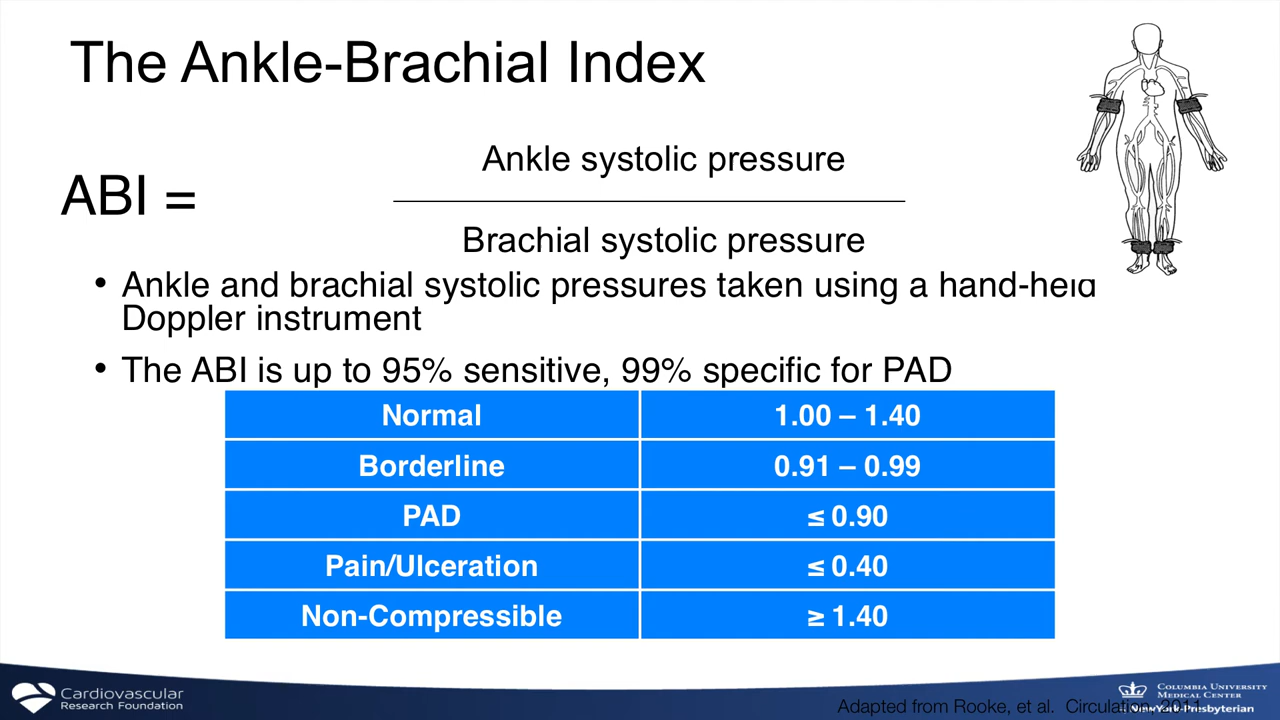 The Ankle-Brachial Index
ABI =
Ankle systolic pressure
Brachial systolic pressure
• Ankle and brachial systolic pressures taken using a hand-held
Doppler instrument
• The ABI is up to 95% sensitive, 99% specific for PAD
Normal 1.00 – 1.40
Borderline 0.91 – 0.99
PAD ≤ 0.90
Pain/Ulceration ≤ 0.40
Non-Compressible ≥ 1.40
Cardiovascular
Research Foundation
Adapted from Rooke, et al. Circulation, 2011
Columbia University
Medical Center
NewYork-Presbyterian